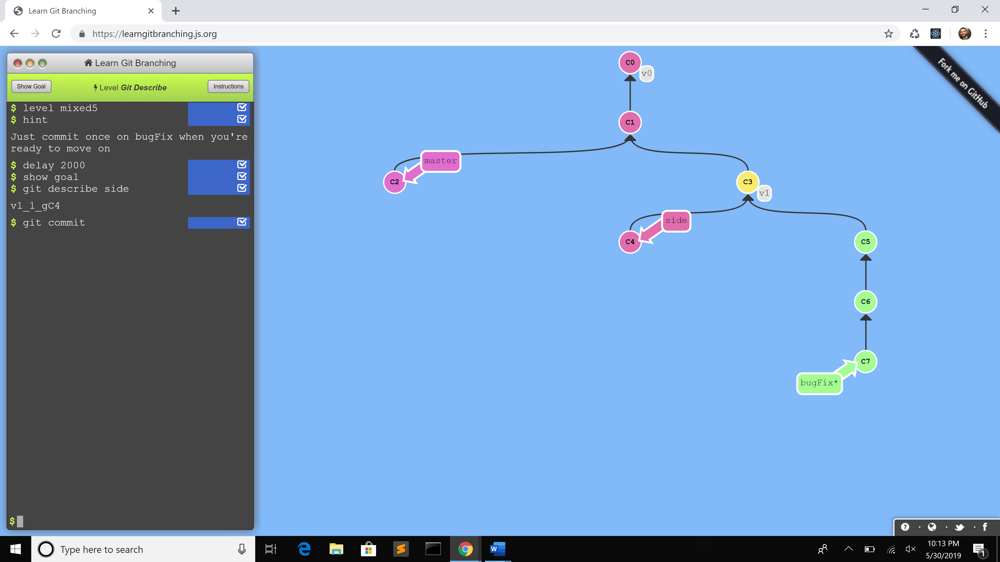 Learn Git Branching
https://learngitbranching.js.org
Learn Git Branching
Show Goal
Level Git Describe
Instructions
$ level mixed5
$ hint
Just commit once on bugFix when you're
ready to move on
$ delay 2000
$ show goal
$ git describe side
v1_1_gC4
$ git commit
$
C0
v0
C1
master
C2
C3
v1
side
C4
C5
C6
C7
bugFix*
Fork me on GitHub
Type here to search
W
10:13 PM
5/30/2019
1